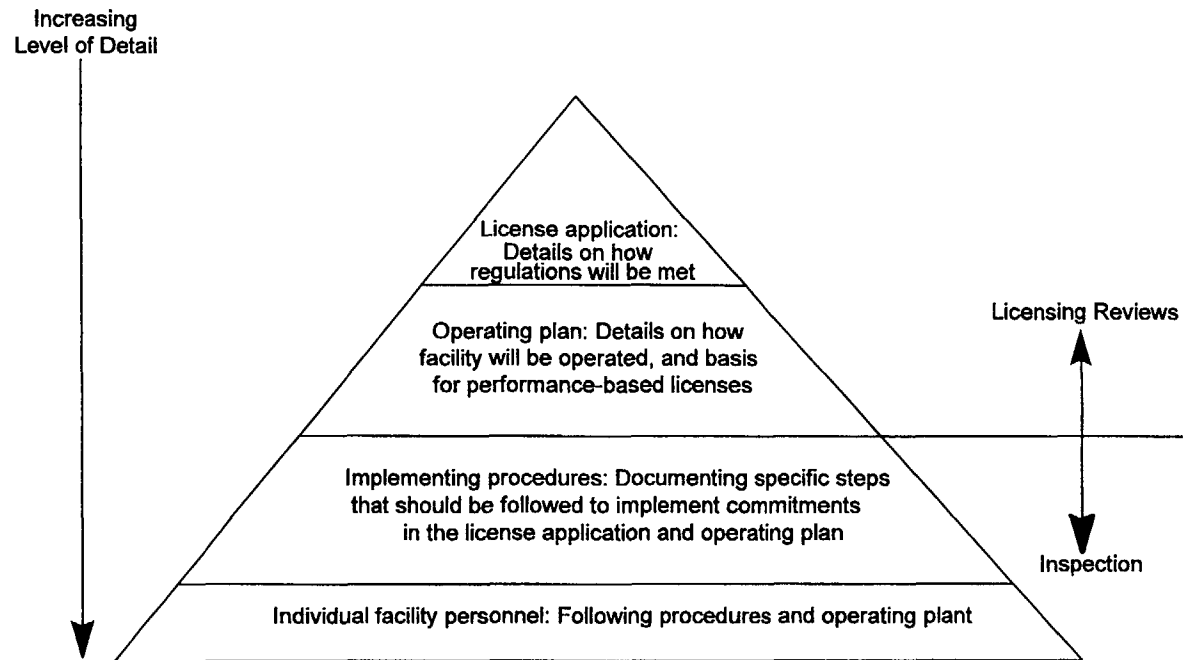 Increasing
Level of Detail
License application:
Details on how
regulations will be met
Licensing Reviews
Operating plan: Details on how
facility will be operated, and basis
for performance-based licenses
Implementing procedures: Documenting specific steps
that should be followed to implement commitments
in the license application and operating plan
Inspection
Individual facility personnel: Following procedures and operating plant